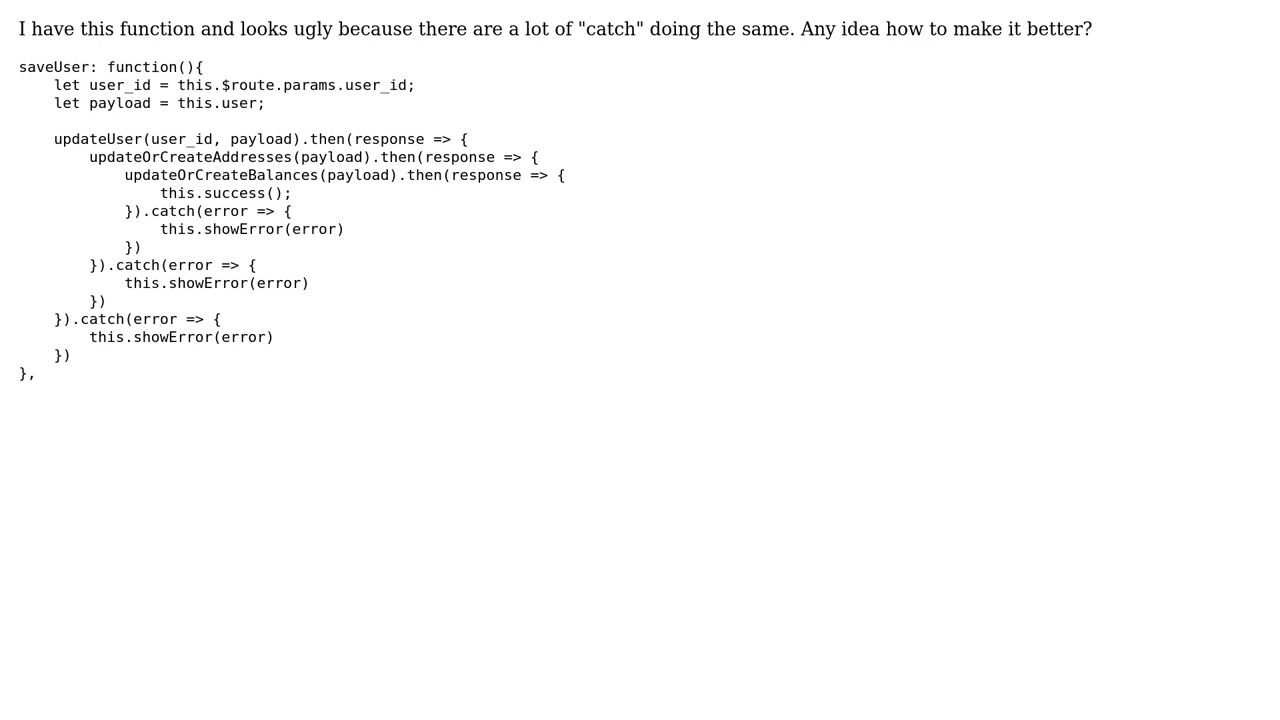 I have this function and looks ugly because there are a lot of "catch" doing the same. Any idea how to make it better?
saveUser: function(){
    let user_id = this.$route.params.user_id;
    let payload = this.user;

    updateUser(user_id, payload).then(response => {
        updateOrCreateAddresses(payload).then(response => {
            updateOrCreateBalances(payload).then(response => {
                this.success();
            }).catch(error => {
                this.showError(error)
            })
        }).catch(error => {
            this.showError(error)
        })
    }).catch(error => {
        this.showError(error)
    })
},